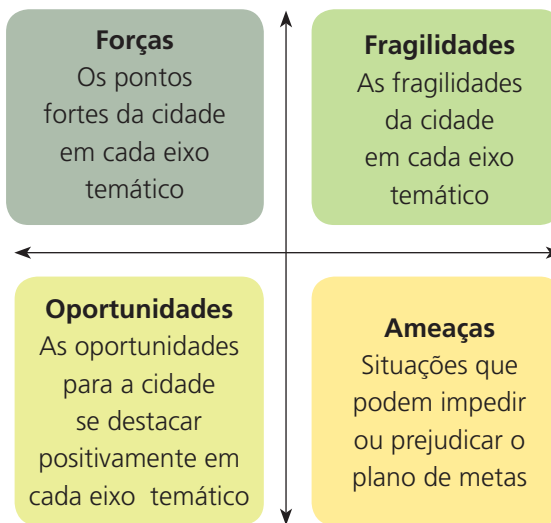 Forças
Os pontos
fortes da cidade
em cada eixo
temático
Fragilidades
As fragilidades
da cidade
em cada eixo
temático
Oportunidades
As oportunidades
para a cidade
se destacar
positivamente em
cada eixo temático
Ameaças
Situações que
podem impedir
ou prejudicar o
plano de metas